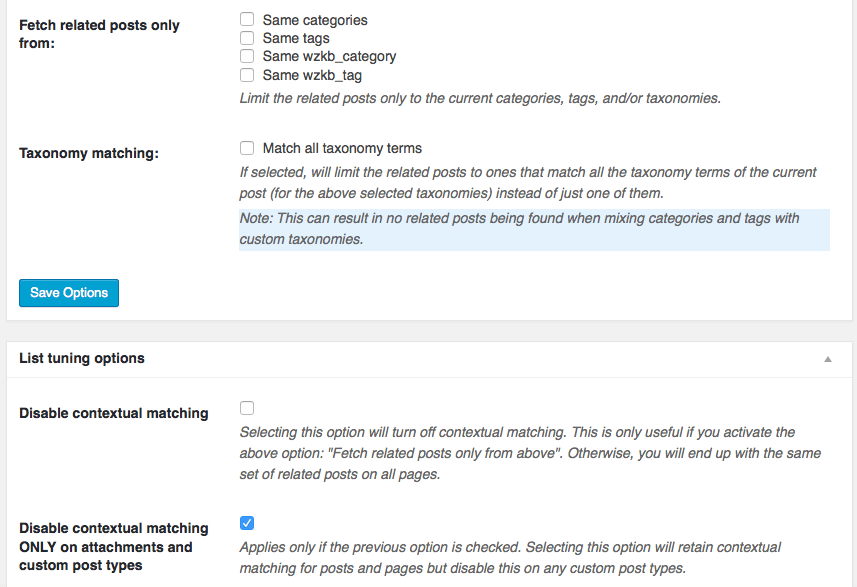 Fetch related posts only
from:
Same categories
Same tags
Same wzkb_category
Same wzkb_tag
Limit the related posts only to the current categories, tags, and/or taxonomies.
Taxonomy matching:
Match all taxonomy terms
If selected, will limit the related posts to ones that match all the taxonomy terms of the current
post (for the above selected taxonomies) instead of just one of them.
Note: This can result in no related posts being found when mixing categories and tags with
custom taxonomies.
Save Options
List tuning options
Disable contextual matching
Selecting this option will turn off contextual matching. This is only useful if you activate the
above option: "Fetch related posts only from above". Otherwise, you will end up with the same
set of related posts on all pages.
Disable contextual matching
ONLY on attachments and
custom post types
Applies only if the previous option is checked. Selecting this option will retain contextual
matching for posts and pages but disable this on any custom post types.